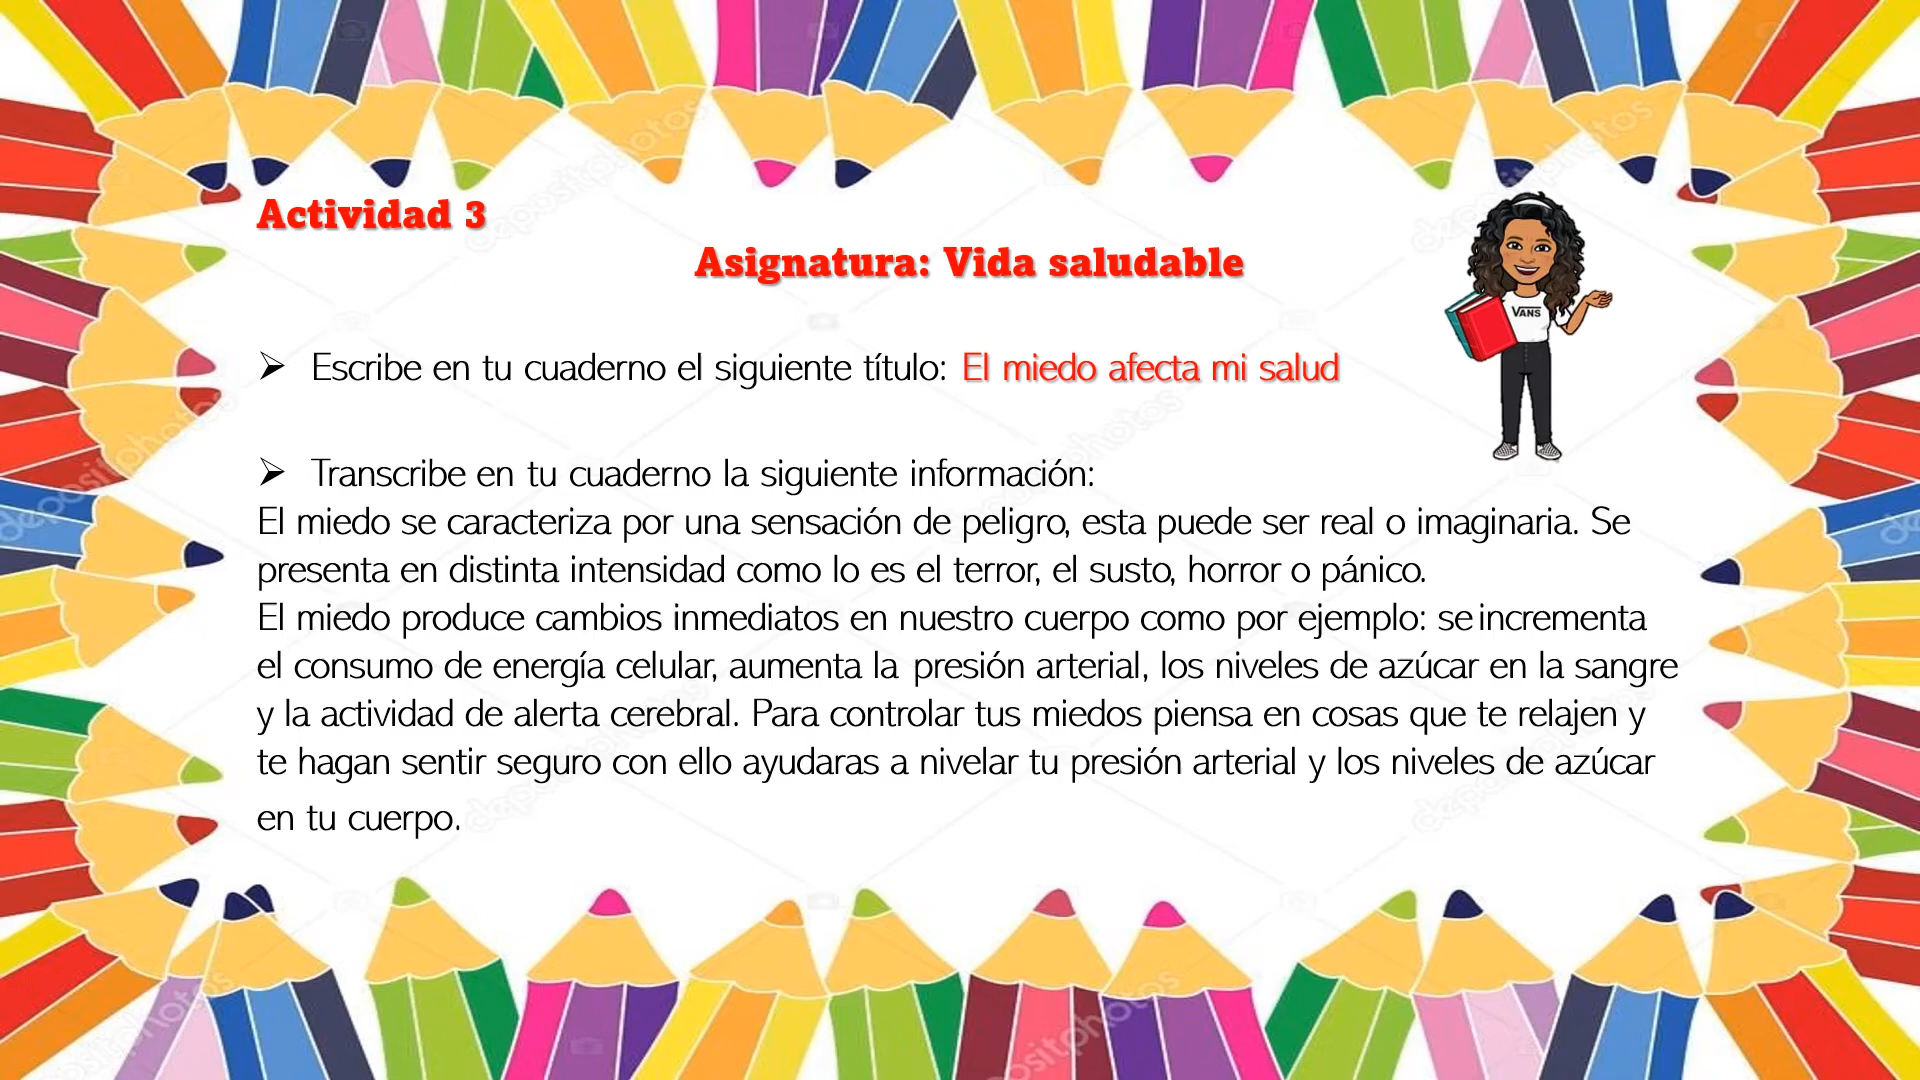 Actividad 3
Asignatura: Vida saludable
VANS
➢ Escribe en tu cuaderno el siguiente título: El miedo afecta mi salud
➢ Transcribe en tu cuaderno la siguiente información:
El miedo se caracteriza por una sensación de peligro, esta puede ser real o imaginaria. Se
presenta en distinta intensidad como lo es el terror, el susto, horror o pánico.
El miedo produce cambios inmediatos en nuestro cuerpo como por ejemplo: se incrementa
el consumo de energía celular, aumenta la presión arterial, los niveles de azúcar en la sangre
y la actividad de alerta cerebral. Para controlar tus miedos piensa en cosas que te relajen y
te hagan sentir seguro con ello ayudaras a nivelar tu presión arterial y los niveles de azúcar
en tu cuerpo.
depositphotos